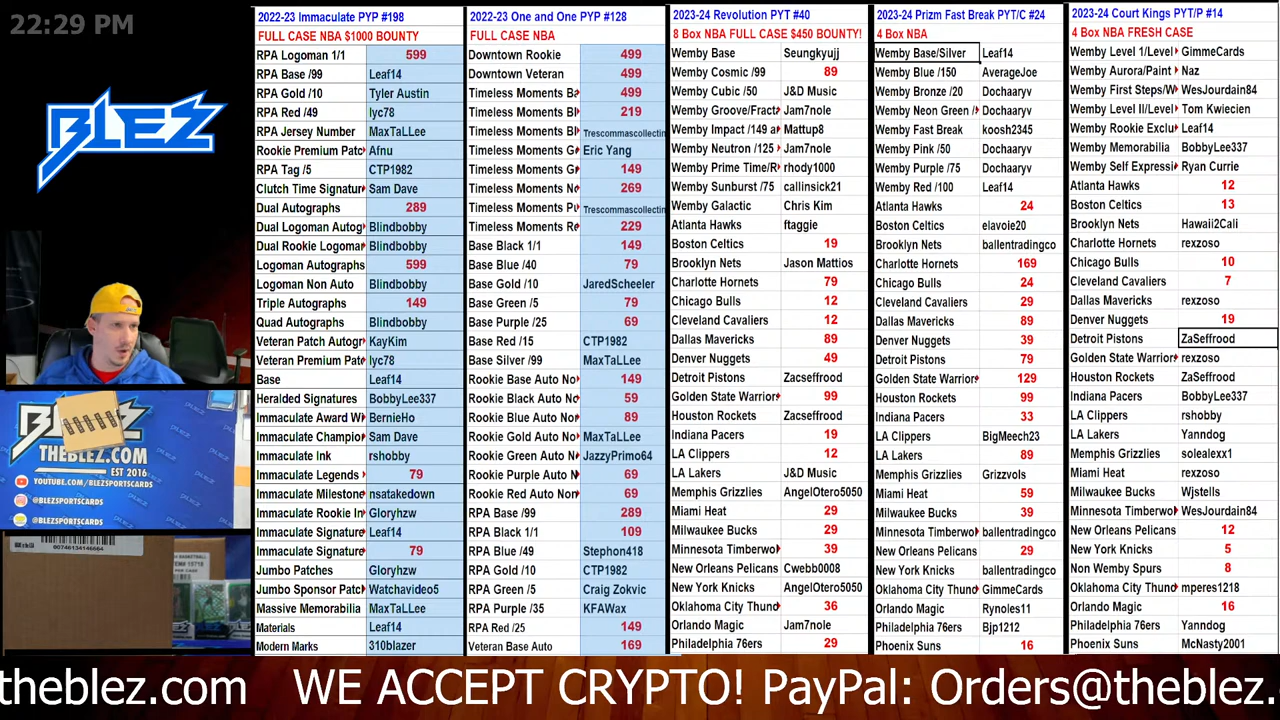 22:29 PM
BLEZ
BLEZ
THEBLEZ.COM
EST 2016
YOUTUBE.COM/BLEZSPORTSCARDS
@BLEZSPORTSCARDS
@BLEZSPORTSCARDS
00746134146664
2022-23 Immaculate PYP #198
FULL CASE NBA $1000 BOUNTY
RPA Logoman 1/1 599
RPA Base /99 Leaf14
RPA Gold /10 Tyler Austin
RPA Red /49 lyc78
RPA Jersey Number MaxTaLLee
Rookie Premium Patc Afnu
RPA Tag /5 CTP1982
Clutch Time Signatur Sam Dave
Dual Autographs 289
Dual Logoman Autog Blindbobby
Dual Rookie Logoma Blindbobby
Logoman Autographs 599
Logoman Non Auto Blindbobby
Triple Autographs 149
Quad Autographs Blindbobby
Veteran Patch Autogr KayKim
Veteran Premium Pat lyc78
Base Leaf14
Heralded Signatures BobbyLee337
Immaculate Award W BernieHo
Immaculate Champio Sam Dave
Immaculate Ink rshobby
Immaculate Legends 79
Immaculate Milestone nsatakedown
Immaculate Rookie In Gloryhzw
Immaculate Signature Leaf14
Immaculate Signature 79
Jumbo Patches Gloryhzw
Jumbo Sponsor Patc Watchavideo5
Massive Memorabilia MaxTaLLee
Materials Leaf14
Modern Marks 310blazer
2022-23 One and One PYP #128
FULL CASE NBA
Downtown Rookie 499
Downtown Veteran 499
Timeless Moments Ba 499
Timeless Moments Bl 219
Timeless Moments Bl Trescommascollectin
Timeless Moments G Eric Yang
Timeless Moments G 149
Timeless Moments No 269
Timeless Moments Pu Trescommascollectin
Timeless Moments Re 229
Base Black 1/1 149
Base Blue /40 79
Base Gold /10 JaredScheeler
Base Green /5 79
Base Purple /25 69
Base Red /15 CTP1982
Base Silver /99 MaxTaLLee
Rookie Base Auto No 149
Rookie Black Auto No 59
Rookie Blue Auto No 89
Rookie Gold Auto No MaxTaLLee
Rookie Green Auto No JazzyPrimo64
Rookie Purple Auto N 69
Rookie Red Auto Non 69
RPA Base /99 289
RPA Black 1/1 109
RPA Blue /49 Stephon418
RPA Gold /10 CTP1982
RPA Green /5 Craig Zokvic
RPA Purple /35 KFAWax
RPA Red /25 149
Veteran Base Auto 169
2023-24 Revolution PYT #40
8 Box NBA FULL CASE $450 BOUNTY!
Wemby Base Seungkyujj
Wemby Cosmic /99 89
Wemby Cubic /50 J&D Music
Wemby Groove/Fract Jam7nole
Wemby Impact /149 a Mattup8
Wemby Neutron /125 Jam7nole
Wemby Prime Time/R rhody1000
Wemby Sunburst /75 callinsick21
Wemby Galactic Chris Kim
Atlanta Hawks ftaggie
Boston Celtics 19
Brooklyn Nets Jason Mattios
Charlotte Hornets 79
Chicago Bulls 12
Cleveland Cavaliers 12
Dallas Mavericks 89
Denver Nuggets 49
Detroit Pistons Zacseffrood
Golden State Warrior 99
Houston Rockets Zacseffrood
Indiana Pacers 19
LA Clippers 12
LA Lakers J&D Music
Memphis Grizzlies AngelOtero5050
Miami Heat 29
Milwaukee Bucks 29
Minnesota Timberwo 39
New Orleans Pelicans Cwebb0008
New York Knicks AngelOtero5050
Oklahoma City Thund 36
Orlando Magic Jam7nole
Philadelphia 76ers 29
2023-24 Prizm Fast Break PYT/C #24
4 Box NBA
Wemby Base/Silver Leaf14
Wemby Blue /150 AverageJoe
Wemby Bronze /20 Dochaaryv
Wemby Neon Green / Dochaaryv
Wemby Fast Break koosh2345
Wemby Pink /50 Dochaaryv
Wemby Purple /75 Dochaaryv
Wemby Red /100 Leaf14
Atlanta Hawks 24
Boston Celtics elavoie20
Brooklyn Nets ballentradingco
Charlotte Hornets 169
Chicago Bulls 24
Cleveland Cavaliers 29
Dallas Mavericks 89
Denver Nuggets 39
Detroit Pistons 79
Golden State Warrior 129
Houston Rockets 99
Indiana Pacers 33
LA Clippers BigMeech23
LA Lakers 89
Memphis Grizzlies Grizzvols
Miami Heat 59
Milwaukee Bucks 39
Minnesota Timberwo ballentradingco
New Orleans Pelicans 29
New York Knicks ballentradingco
Oklahoma City Thund GimmeCards
Orlando Magic Rynoles11
Philadelphia 76ers Bjp1212
Phoenix Suns 16
2023-24 Court Kings PYT/P #14
4 Box NBA FRESH CASE
Wemby Level 1/Level GimmeCards
Wemby Aurora/Paint Naz
Wemby First Steps/W WesJourdain84
Wemby Level II/Level Tom Kwiecien
Wemby Rookie Exclu Leaf14
Wemby Memorabilia BobbyLee337
Wemby Self Expressi Ryan Currie
Atlanta Hawks 12
Boston Celtics 13
Brooklyn Nets Hawaii2Cali
Charlotte Hornets rexzoso
Chicago Bulls 10
Cleveland Cavaliers 7
Dallas Mavericks rexzoso
Denver Nuggets 19
Detroit Pistons ZaSeffrood
Golden State Warrior rexzoso
Houston Rockets ZaSeffrood
Indiana Pacers BobbyLee337
LA Clippers rshobby
LA Lakers Yanndog
Memphis Grizzlies solealexx1
Miami Heat rexzoso
Milwaukee Bucks Wjstells
Minnesota Timberwo WesJourdain84
New Orleans Pelicans 12
New York Knicks 5
Non Wemby Spurs 8
Oklahoma City Thund mperes1218
Orlando Magic 16
Philadelphia 76ers Yanndog
Phoenix Suns McNasty2001
theblez.com WE ACCEPT CRYPTO! PayPal: Orders@theblez.